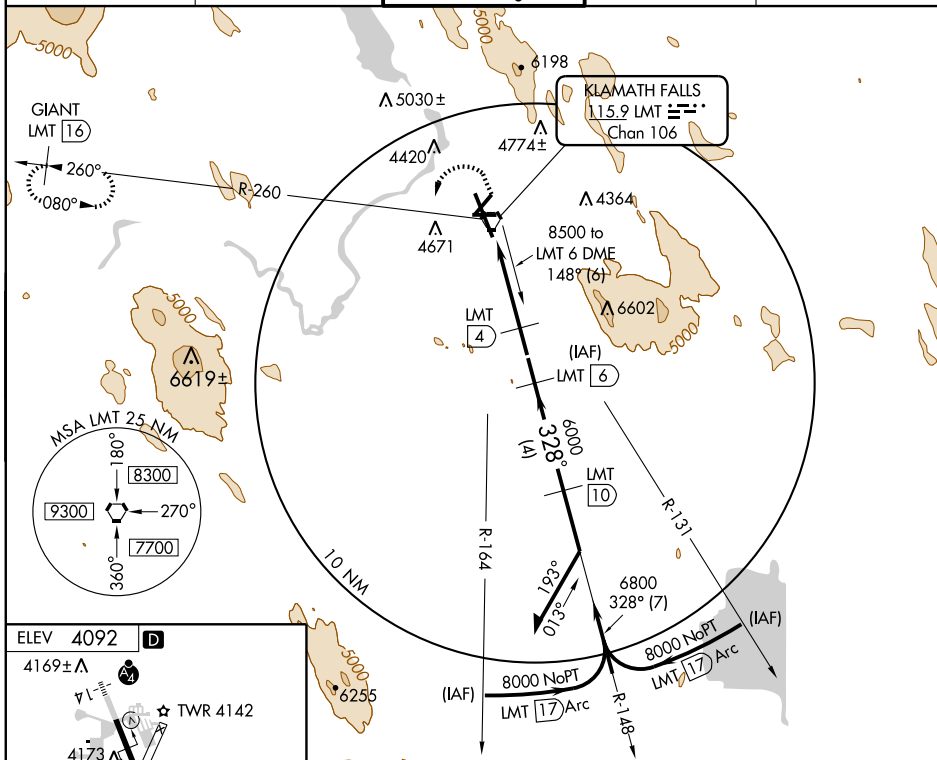 5000
5000
6198
KLAMATH FALLS
115.9 LMT
Chan 106
GIANT
LMT 16
5030±
4774±
4420
260°
080°
R-260
4364
4671
8500 to
LMT 6 DME
148° (6)
5000
6602
5000
LMT
4
(IAF)
LMT 6
6619±
6000
328°
(4)
MSA LMT 25 NM
180°
8300
9300
270°
7700
360°
LMT
10
R-164
R-131
10 NM
193°
013°
6800
328° (7)
(IAF)
8000 NoPT
LMT 17 Arc
(IAF)
8000 NoPT
LMT 17 Arc
R-148
6255
ELEV 4092 D
4169±
A4
14
N
TWR 4142
4173